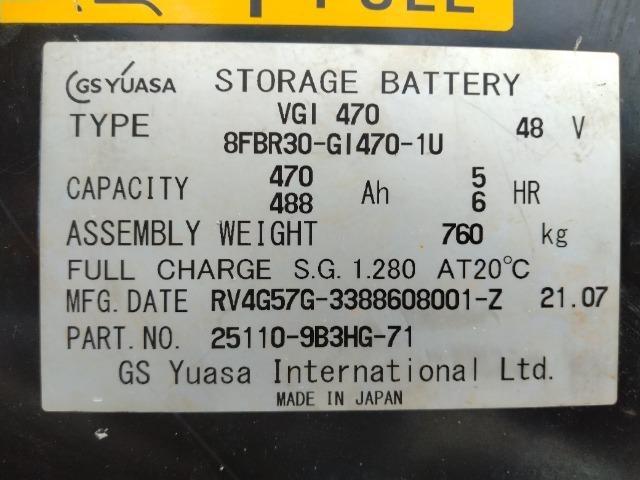 FULL
GS YUASA STORAGE BATTERY
TYPE VGI 470 48 V
8FBR30-GI470-1U
CAPACITY 470 Ah 5 HR
488 6
ASSEMBLY WEIGHT 760 kg
FULL CHARGE S.G. 1.280 AT20℃
MFG. DATE RV4G57G-3388608001-Z 21.07
PART. NO. 25110-9B3HG-71
GS Yuasa International Ltd.
MADE IN JAPAN